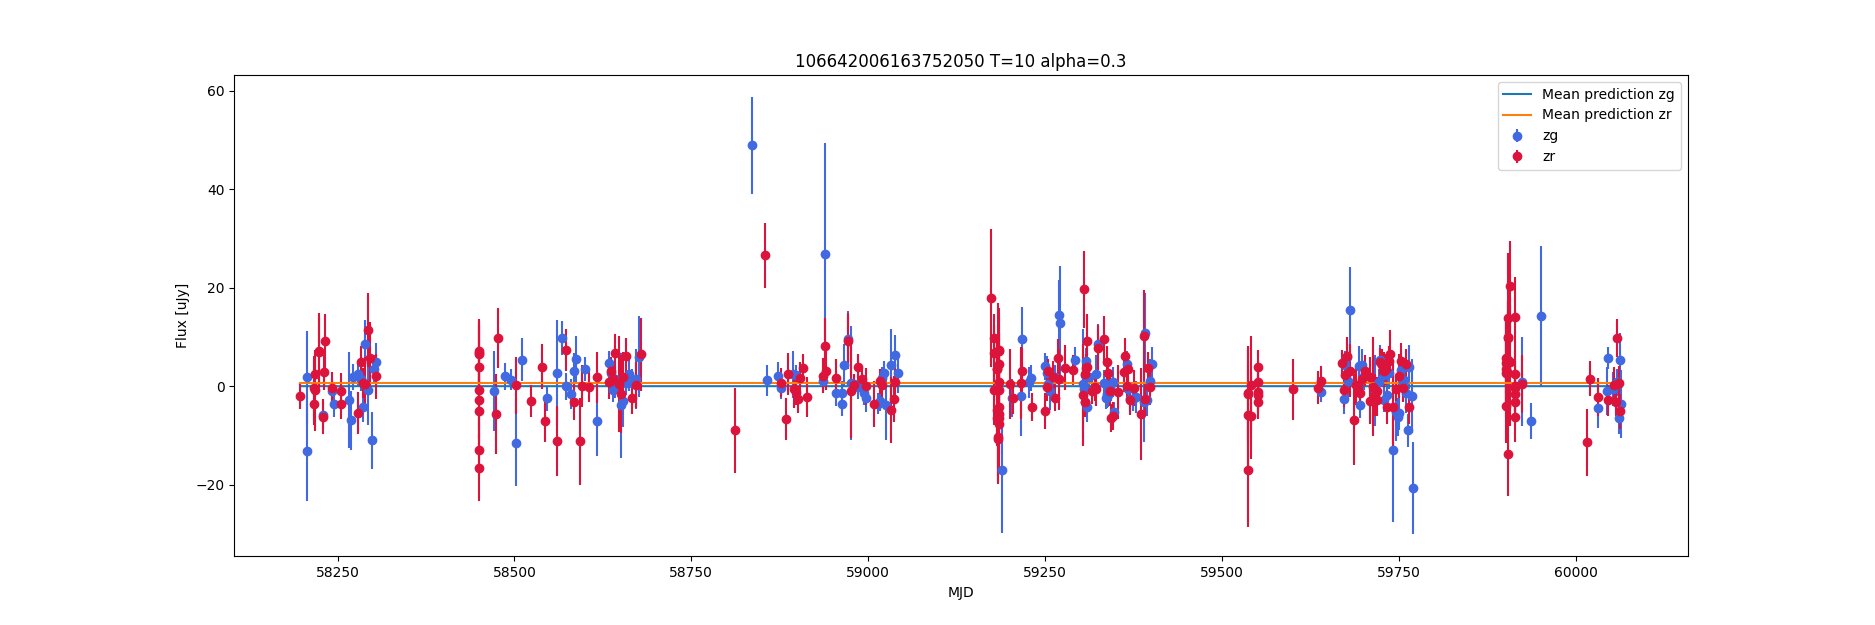 106642006163752050 T=10 alpha=0.3
Flux [uJy]
60
40
20
0
−20
Mean prediction zg
Mean prediction zr
zg
zr
58250 58500 58750 59000 59250 59500 59750 60000
MJD